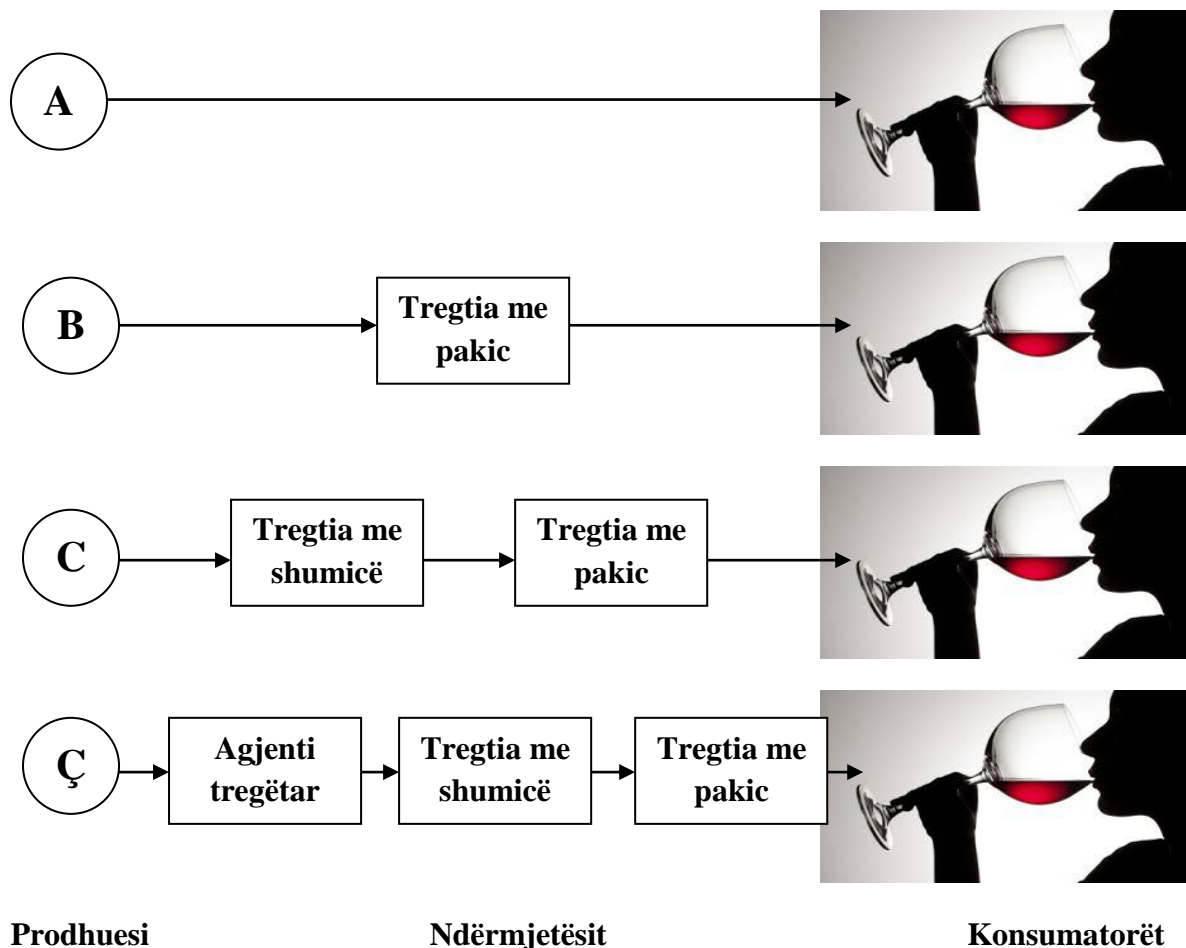 A
B
Tregtia me
pakic
C
Tregtia me
shumicë
Tregtia me
pakic
Ç
Agjenti
tregëtar
Tregtia me
shumicë
Tregtia me
pakic
Prodhuesi
Ndërmjetësit
Konsumatorët